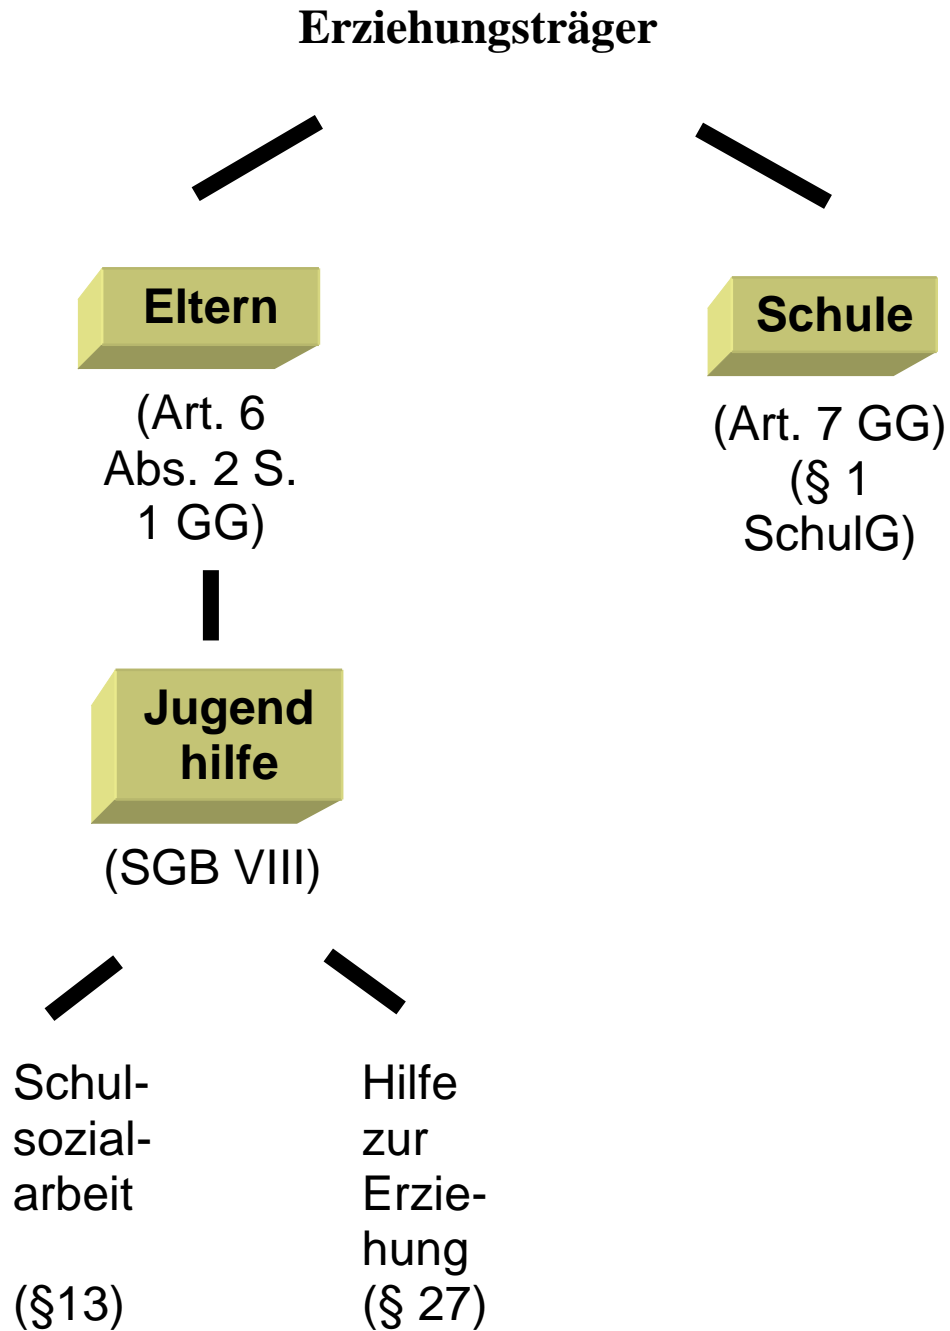 Erziehungsträger
Eltern
(Art. 6
Abs. 2 S.
1 GG)
Schule
(Art. 7 GG)
(§ 1
SchulG)
Jugend
hilfe
(SGB VIII)
Schul-
sozial-
arbeit
(§13)
Hilfe
zur
Erzie-
hung
(§ 27)